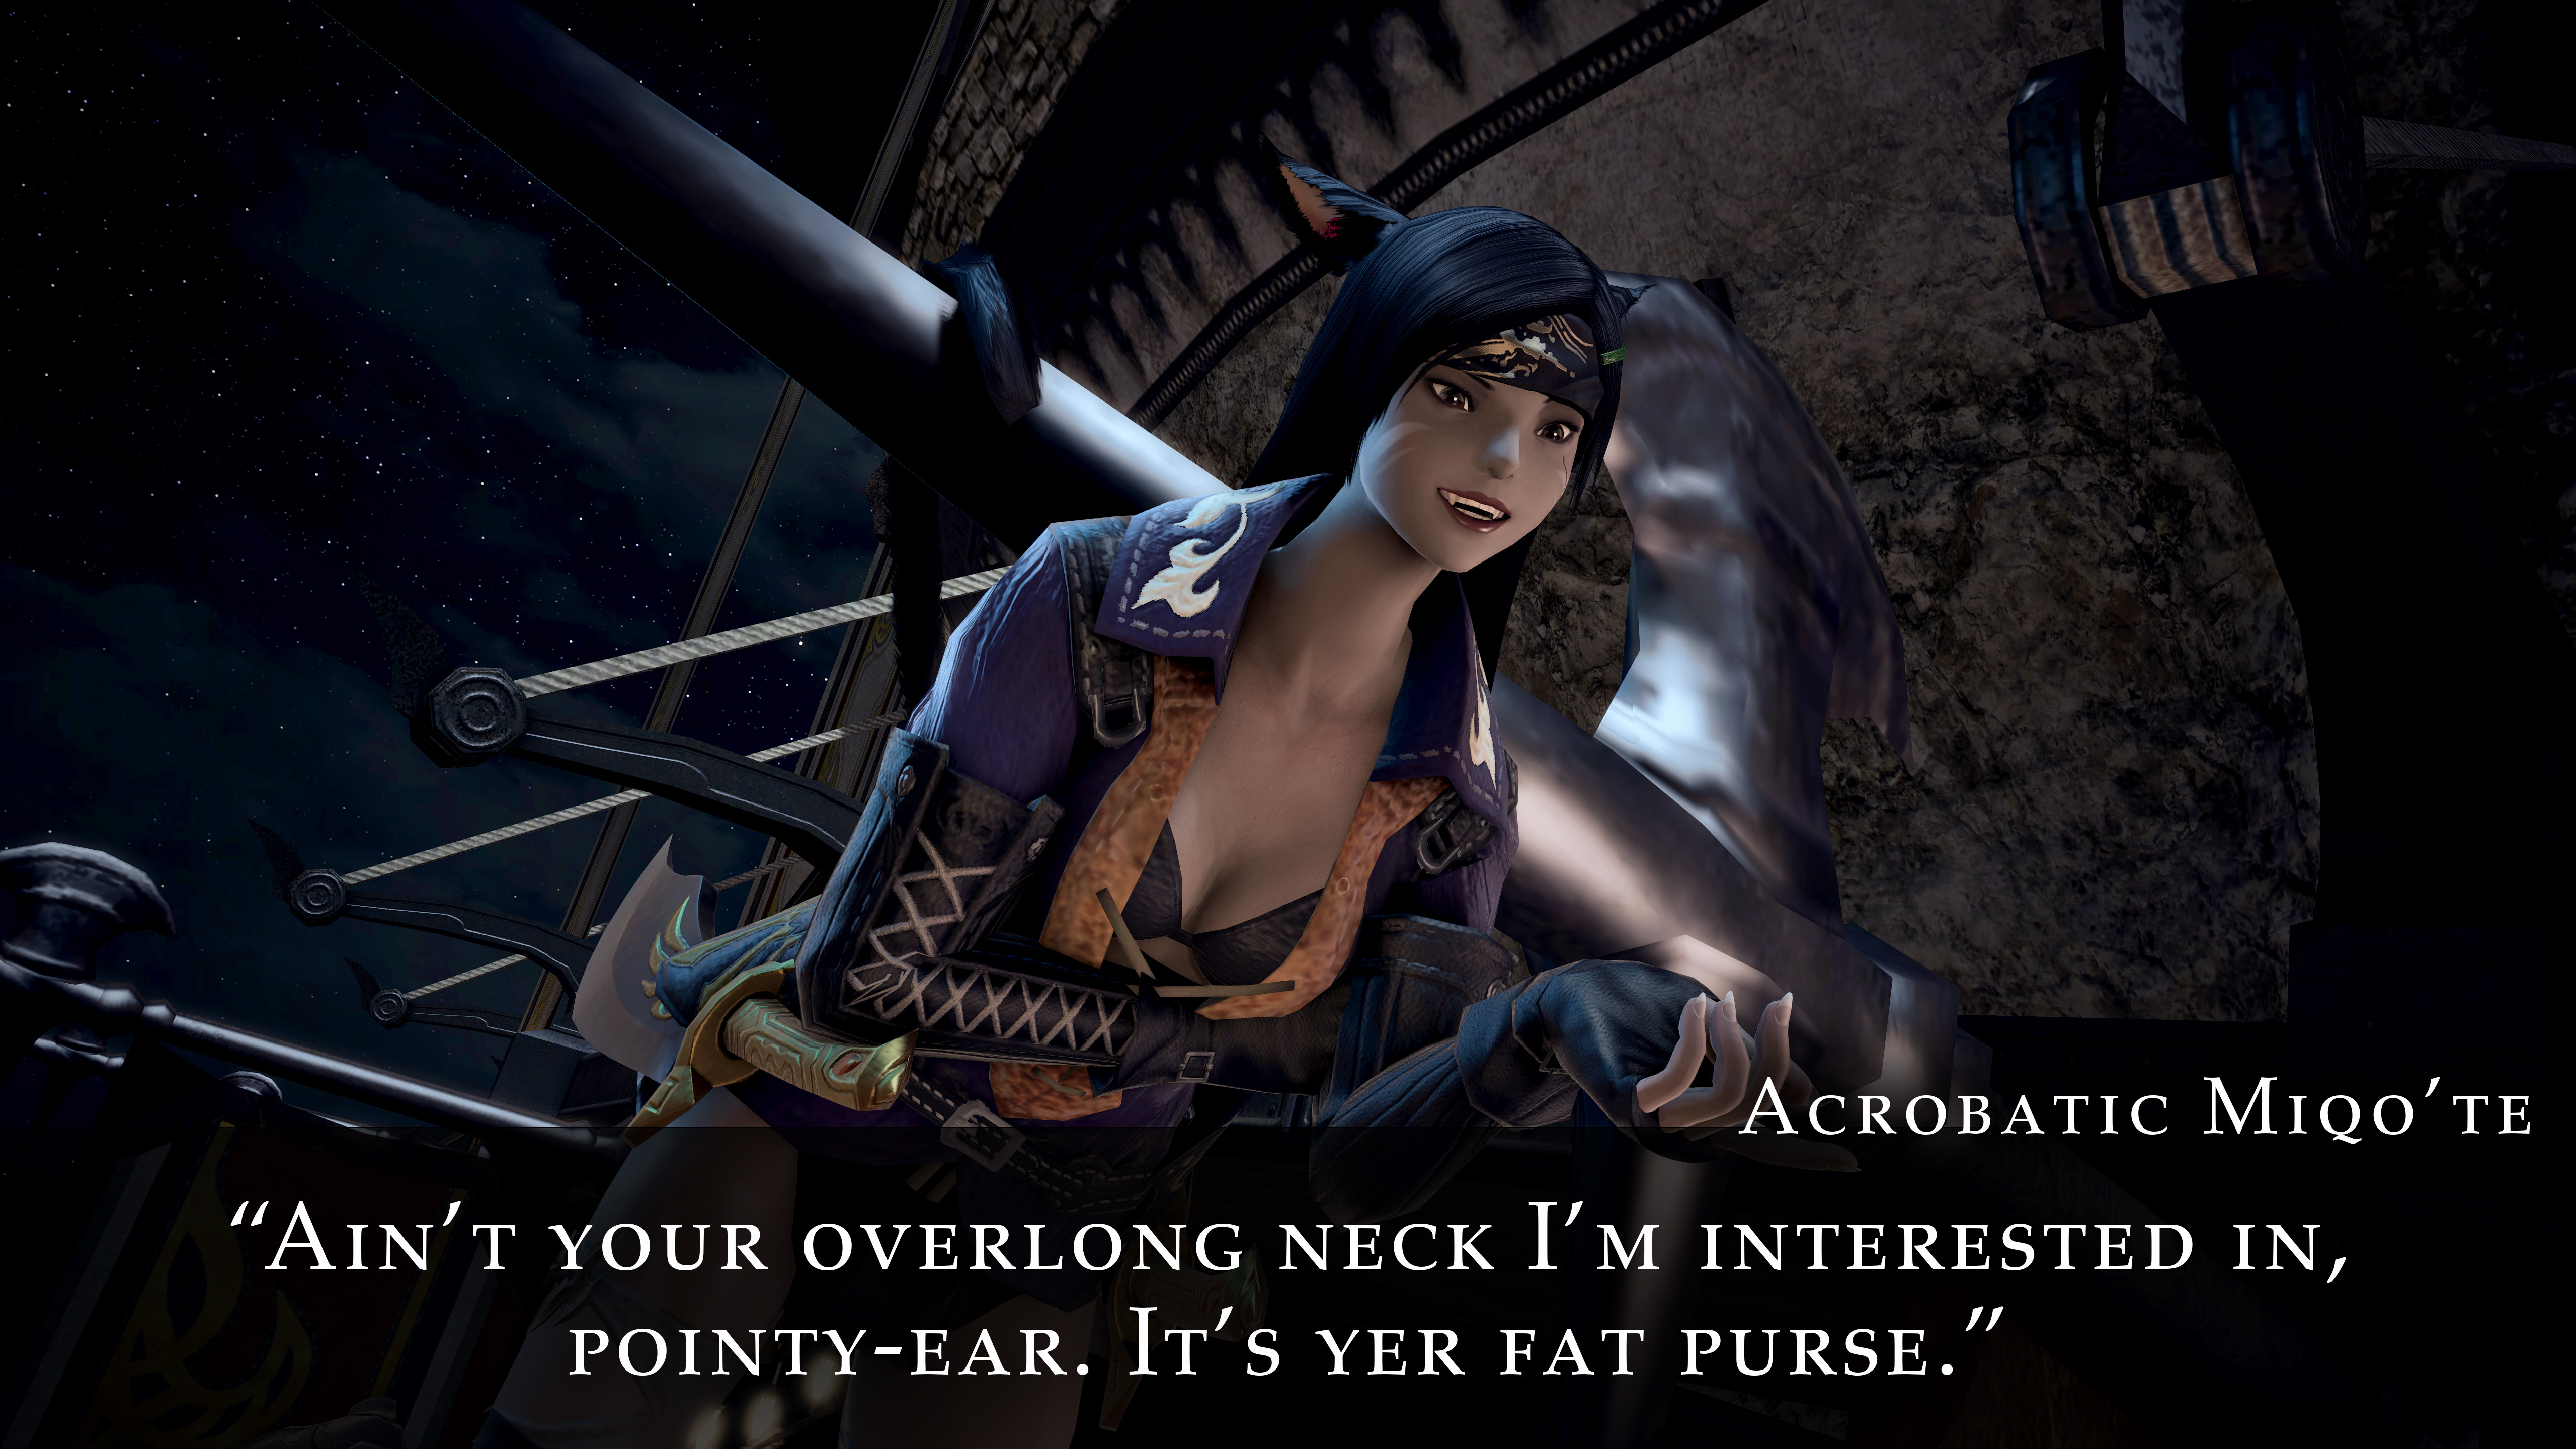 Acrobatic Miqo’te
“Ain’t your overlong neck I’m interested in,
pointy-ear. It’s yer fat purse.”